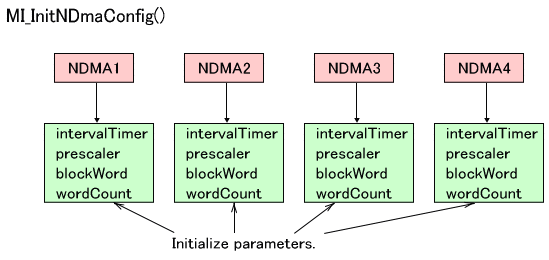 MI_InitNDmaConfig()
NDMA1
NDMA2
NDMA3
NDMA4
intervalTimer
prescaler
blockWord
wordCount
intervalTimer
prescaler
blockWord
wordCount
intervalTimer
prescaler
blockWord
wordCount
intervalTimer
prescaler
blockWord
wordCount
Initialize parameters.